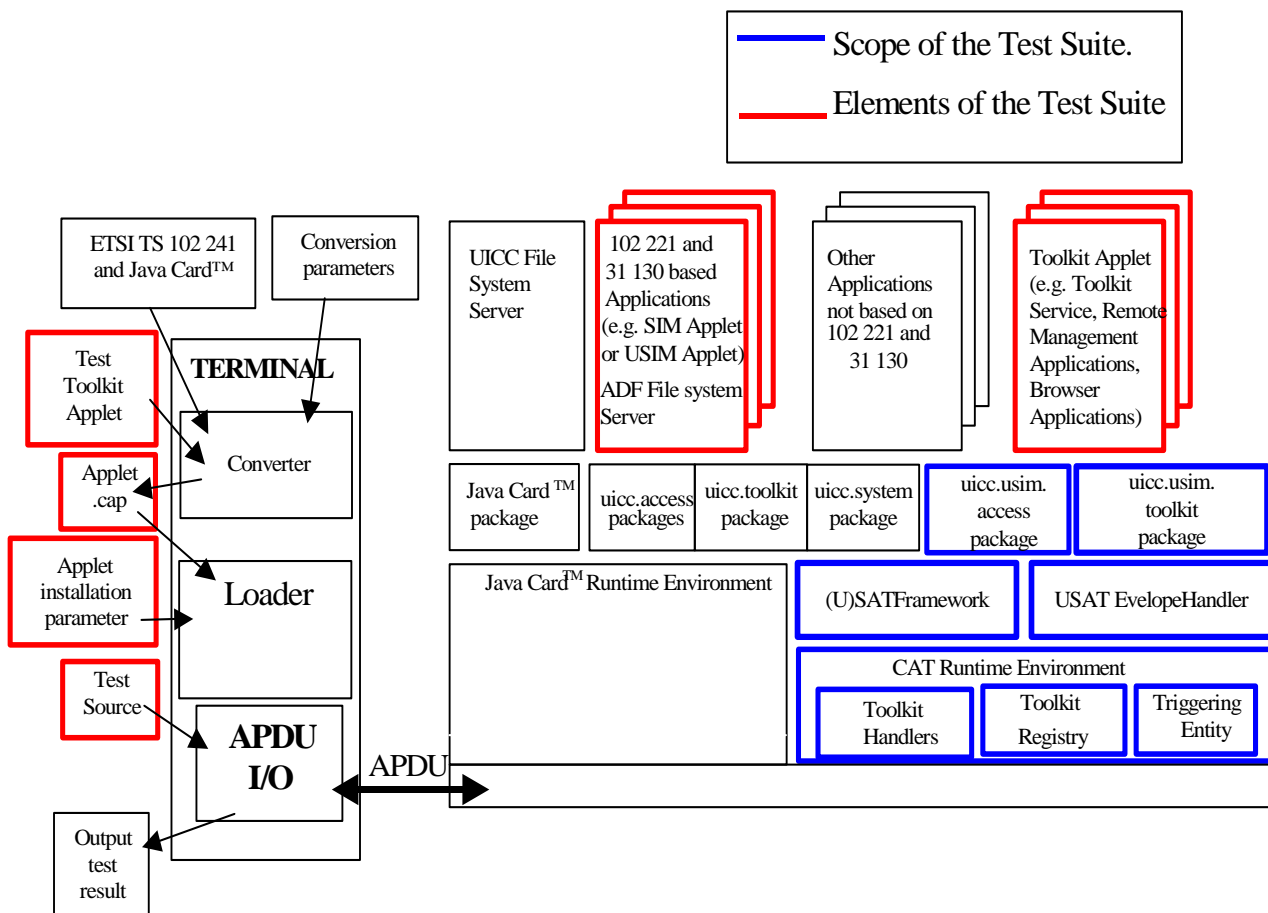 Scope of the Test Suite.
Elements of the Test Suite
ETSI TS 102 241
and Java Card™
Conversion
parameters
UICC File
System
Server
102 221 and
31 130 based
Applications
(e.g. SIM Applet
or USIM Applet)
ADF File system
Server
Other
Applications
not based on
102 221 and
31 130
Toolkit Applet
(e.g. Toolkit
Service, Remote
Management
Applications,
Browser
Applications)
Test
Toolkit
Applet
TERMINAL
Converter
Applet
.cap
Java Card ™
package
uicc.access
packages
uicc.toolkit
package
uicc.system
package
uicc.usim.
access
package
uicc.usim.
toolkit
package
Applet
installation
parameter
Loader
Java Card™ Runtime Environment
(U)SATFramework
USAT EvelopeHandler
CAT Runtime Environment
Toolkit
Handlers
Toolkit
Registry
Triggering
Entity
Test
Source
APDU
I/O
APDU
Output
test
result